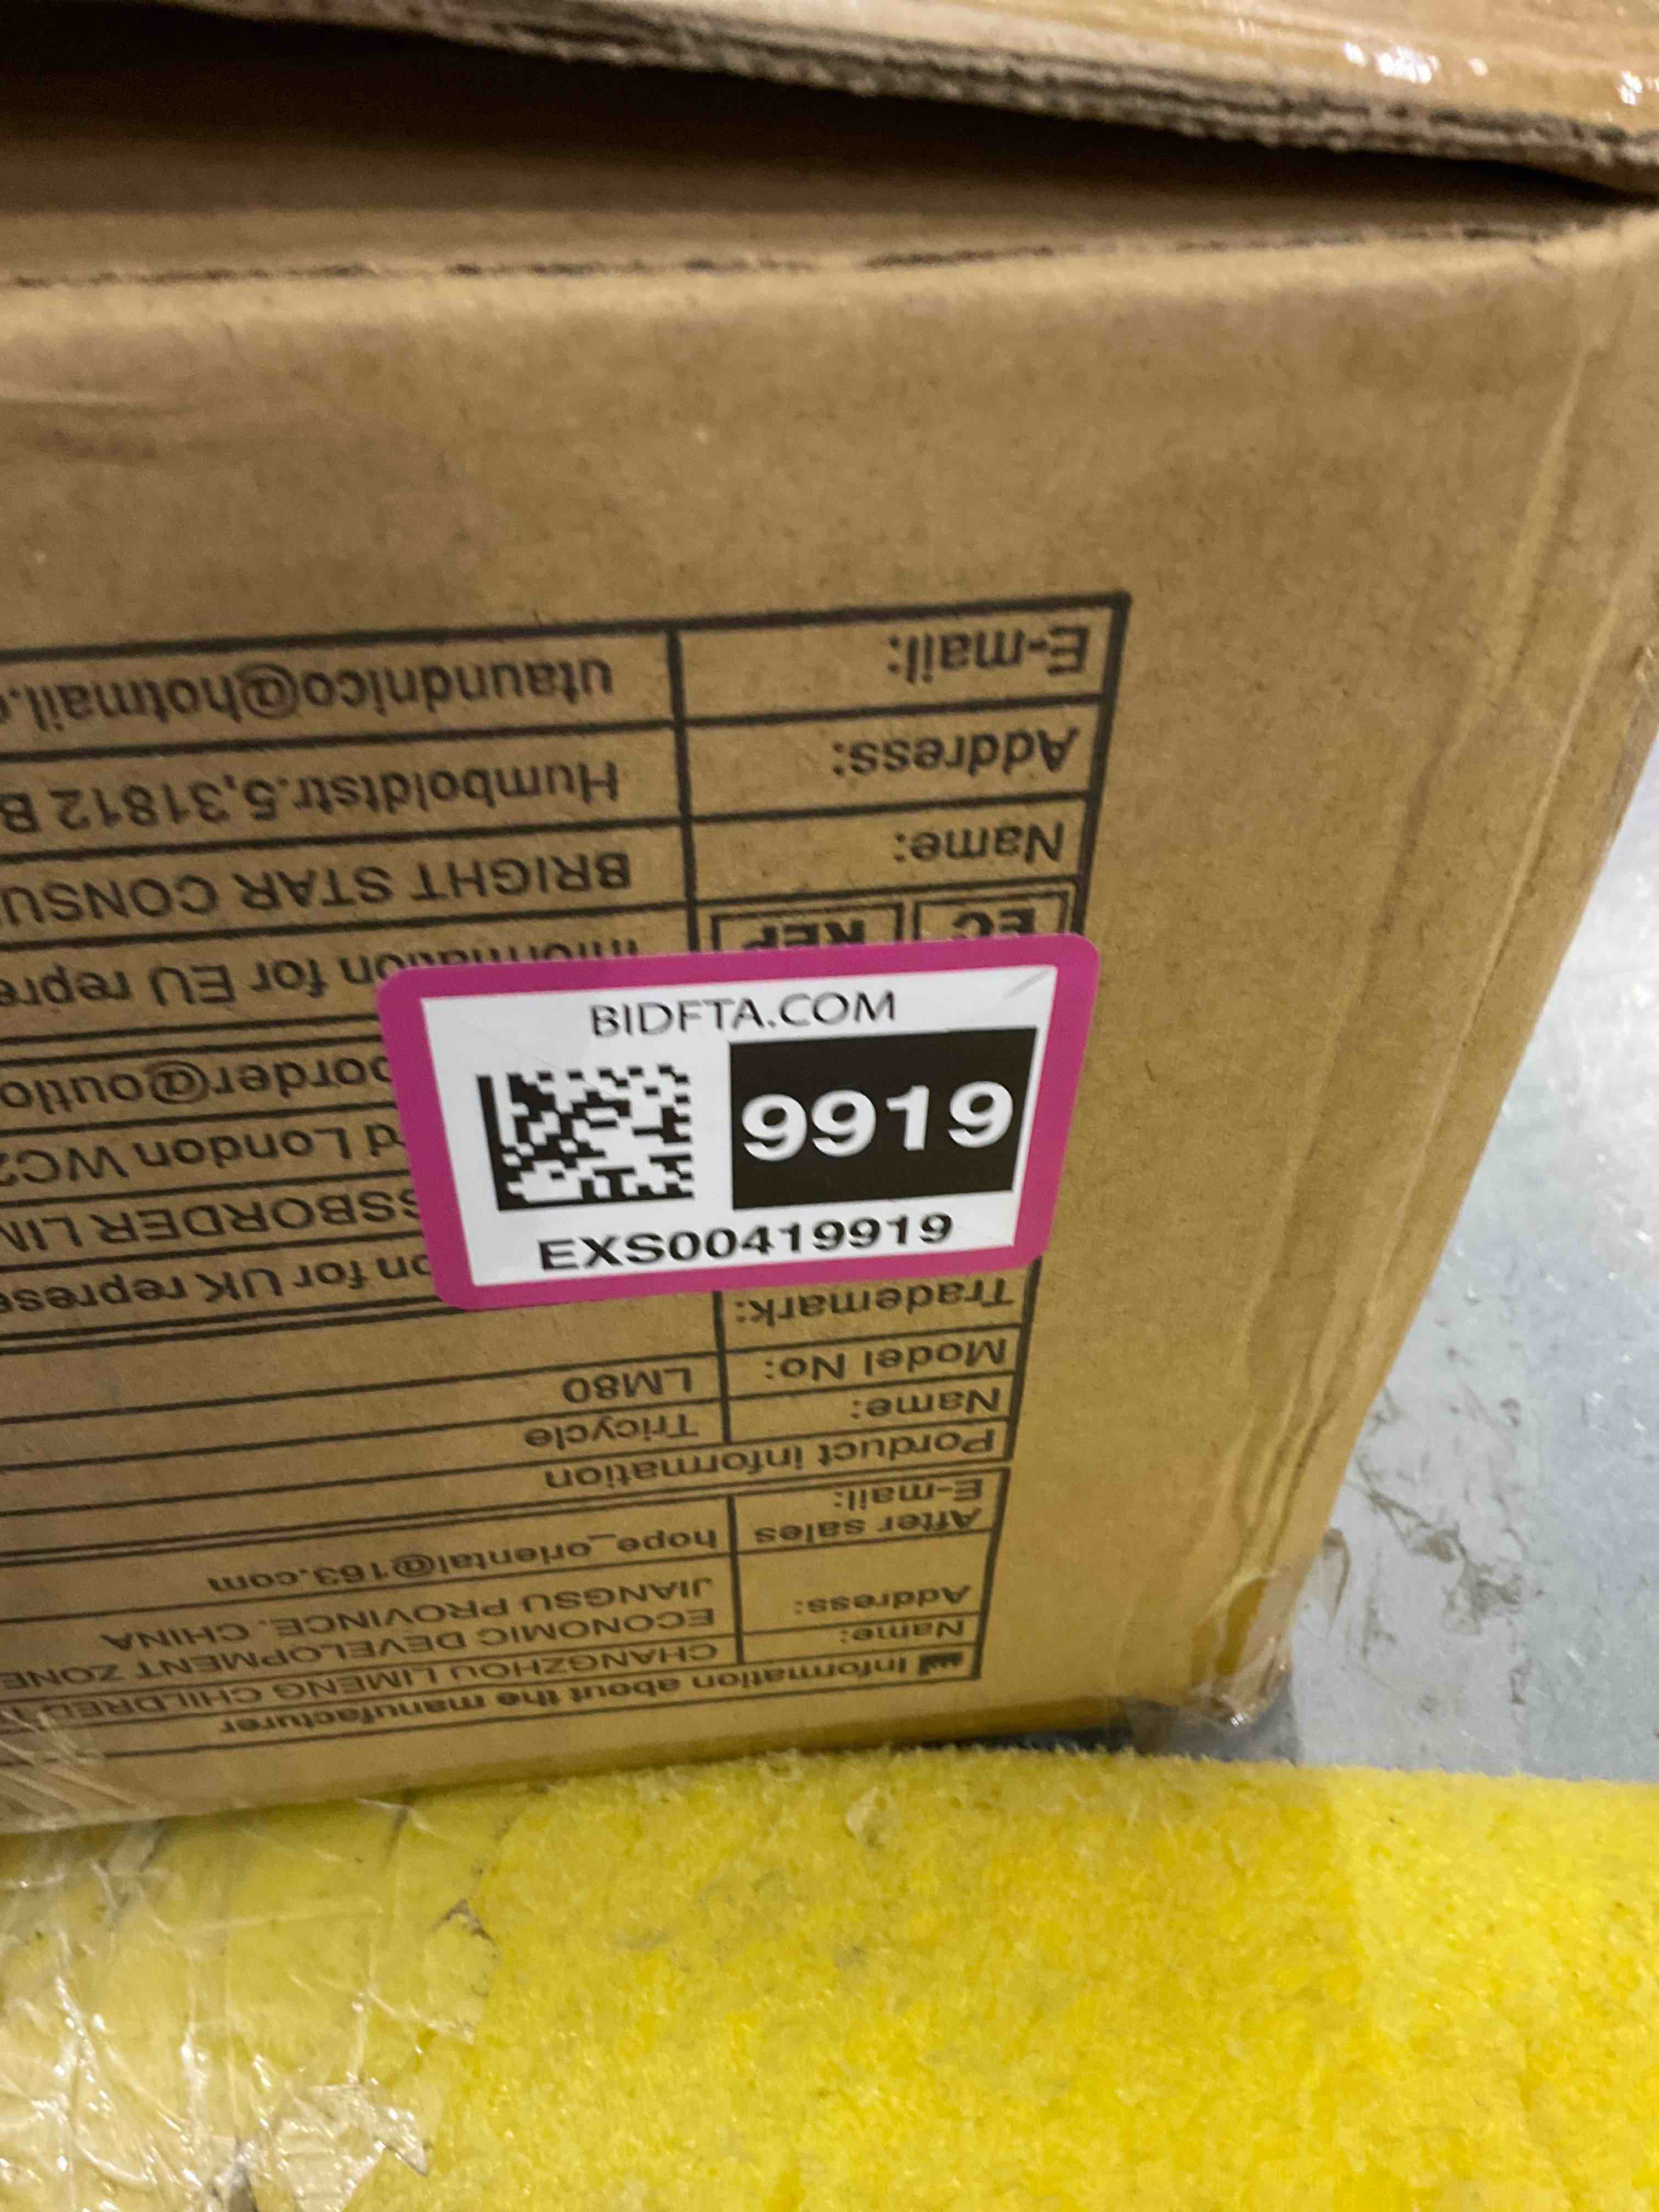 BIDFTA.COM
9919
EXS00419919
Information about the manufacturer
Name: CHANGZHOU LIMENG CHILDREN
Address: ECONOMIC DEVELOPMENT ZONE
JIANGSU PROVINCE. CHINA
After sales
E-mail: hope_oriental@163.com
Porduct information
Name: Tricycle
Model No: LM80
Trademark:
on for UK represe
SSBORDER LIM
d London WC2
order@outlo
EC REP Information for EU repre
Name: BRIGHT STAR CONSU
Address: Humboldtstr.5,31812 B
E-mail: utaundnico@hotmail.